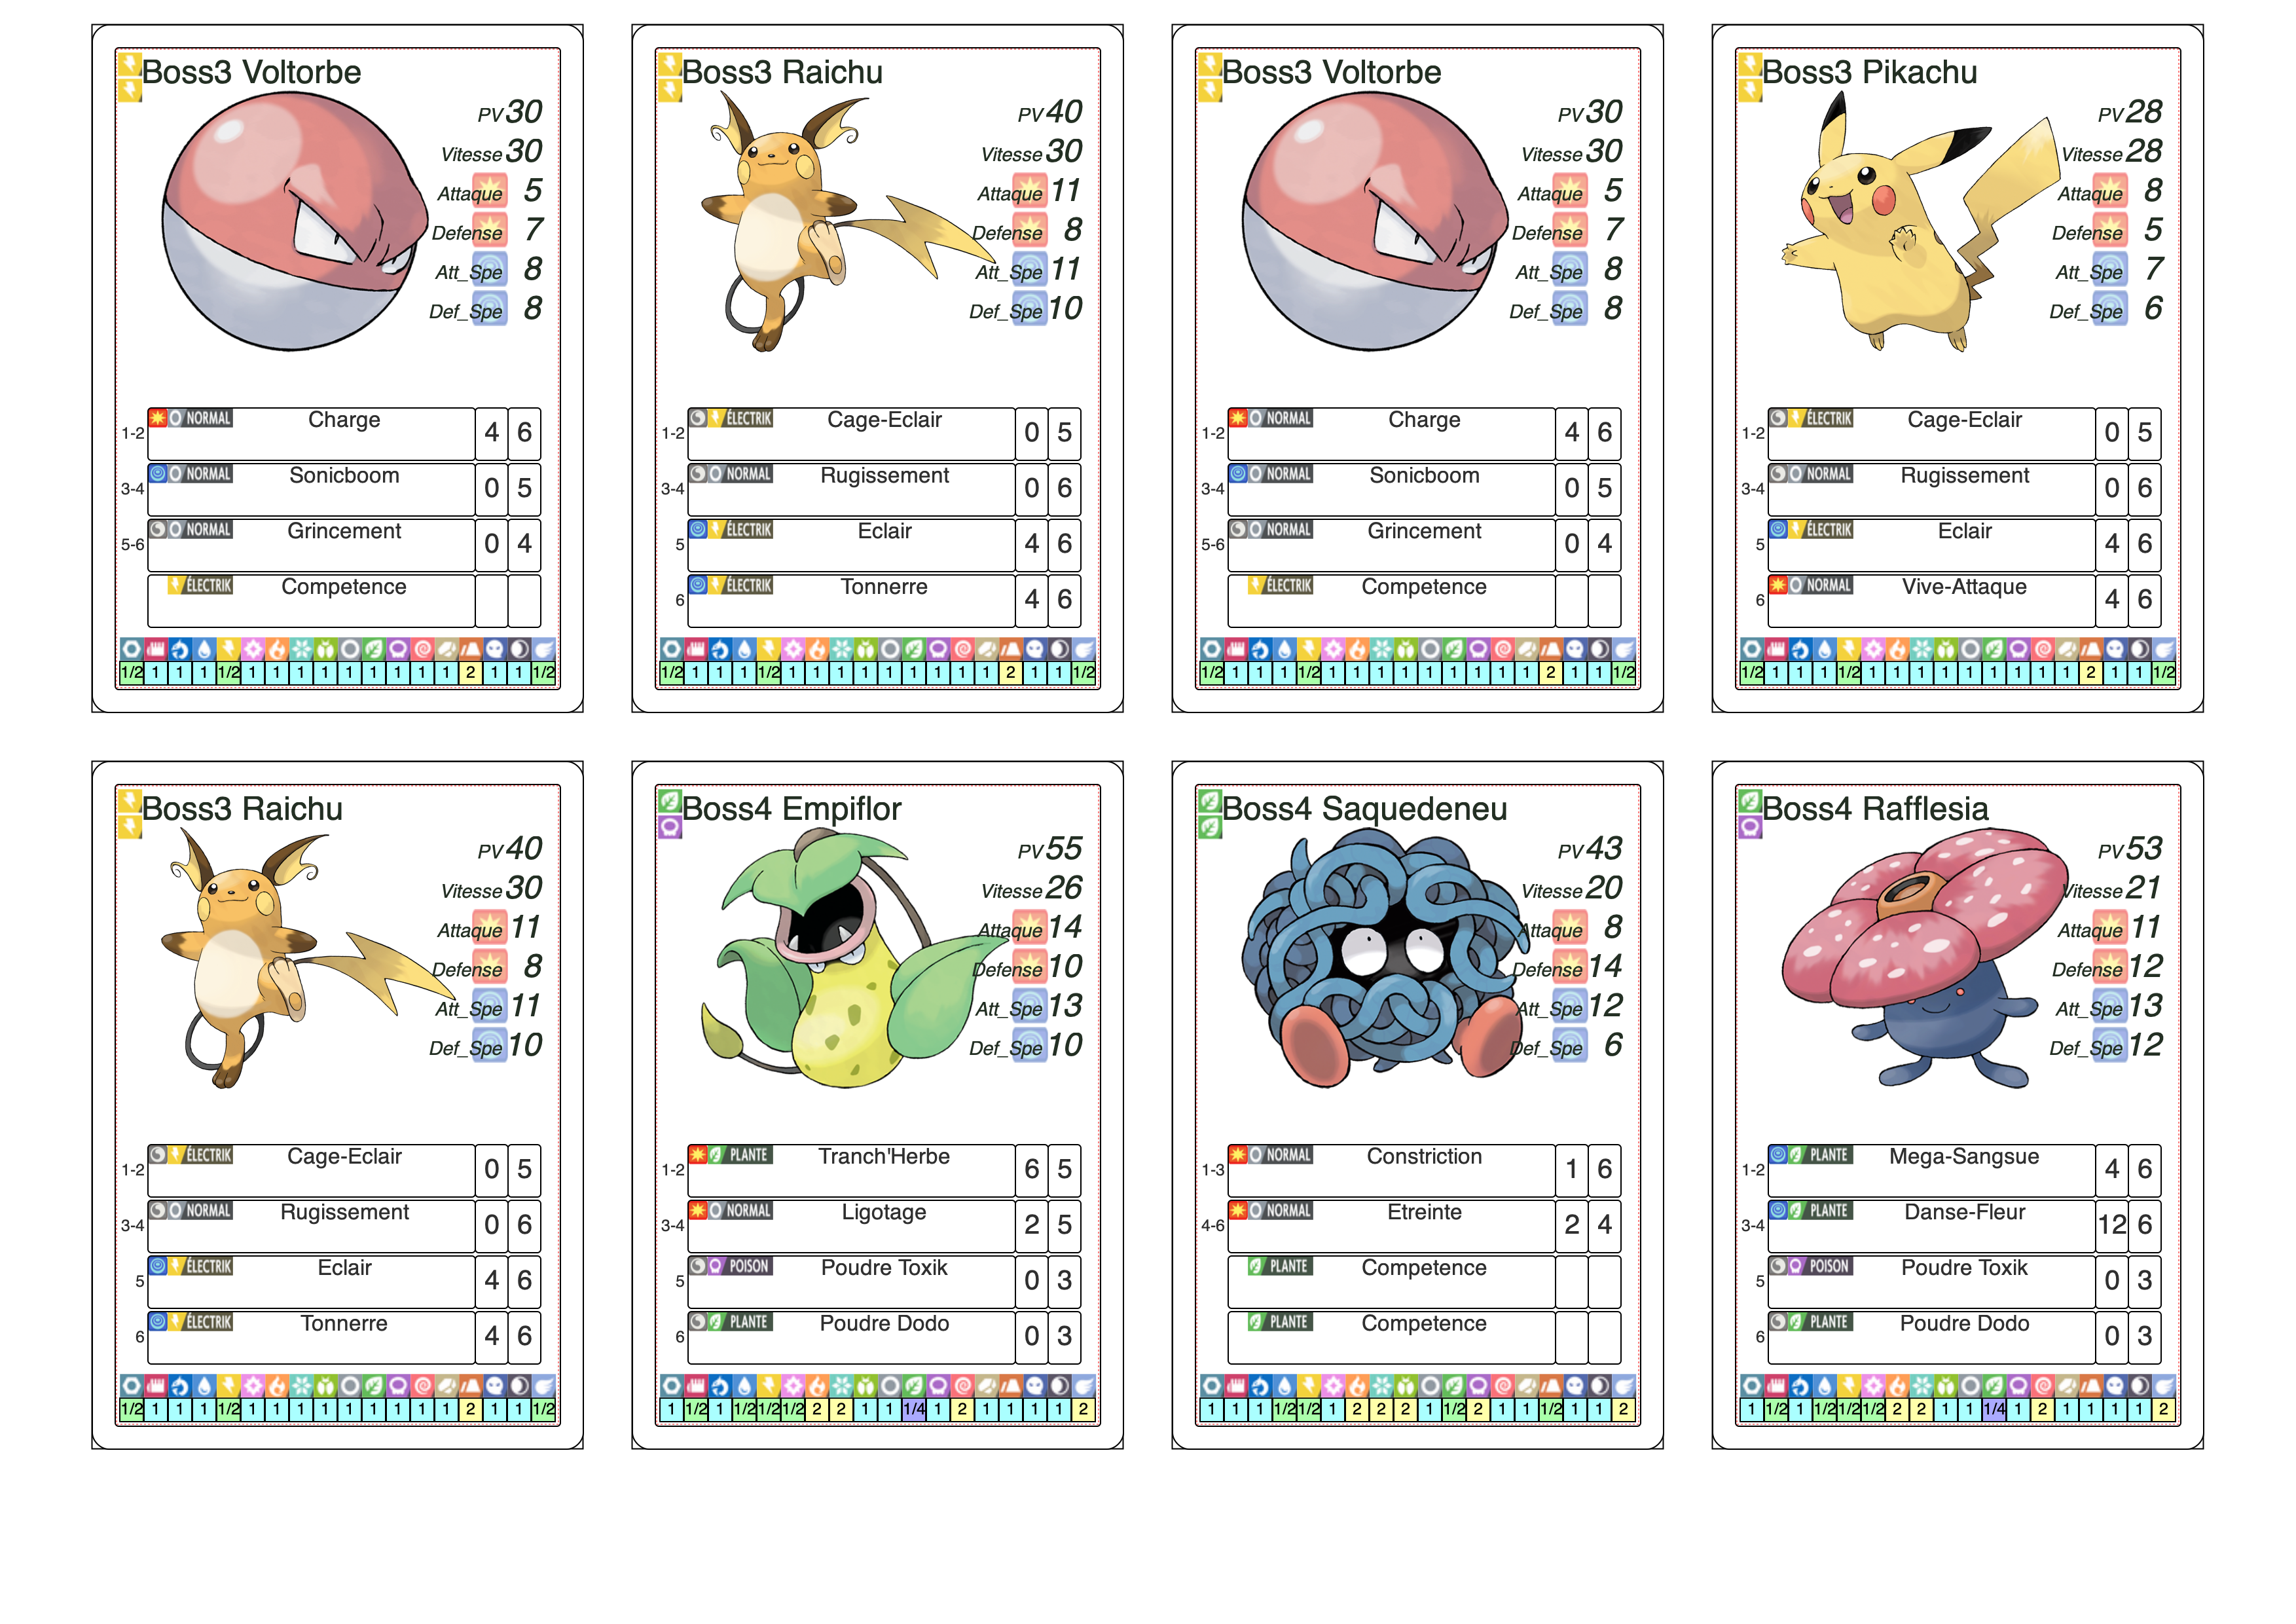 Boss3 Voltorbe
PV 30
Vitesse 30
Attaque 5
Defense 7
Att_Spe 8
Def_Spe 8
1-2 NORMAL Charge 4 6
3-4 NORMAL Sonicboom 0 5
5-6 NORMAL Grincement 0 4
ÉLECTRIK Competence
1/2 1 1 1 1/2 1 1 1 1 1 1 1 1 1 2 1 1 1/2
Boss3 Raichu
PV 40
Vitesse 30
Attaque 11
Defense 8
Att_Spe 11
Def_Spe 10
1-2 ÉLECTRIK Cage-Eclair 0 5
3-4 NORMAL Rugissement 0 6
5 ÉLECTRIK Eclair 4 6
6 ÉLECTRIK Tonnerre 4 6
1/2 1 1 1 1/2 1 1 1 1 1 1 1 1 1 2 1 1 1/2
Boss3 Voltorbe
PV 30
Vitesse 30
Attaque 5
Defense 7
Att_Spe 8
Def_Spe 8
1-2 NORMAL Charge 4 6
3-4 NORMAL Sonicboom 0 5
5-6 NORMAL Grincement 0 4
ÉLECTRIK Competence
1/2 1 1 1 1/2 1 1 1 1 1 1 1 1 1 2 1 1 1/2
Boss3 Pikachu
PV 28
Vitesse 28
Attaque 8
Defense 5
Att_Spe 7
Def_Spe 6
1-2 ÉLECTRIK Cage-Eclair 0 5
3-4 NORMAL Rugissement 0 6
5 ÉLECTRIK Eclair 4 6
6 NORMAL Vive-Attaque 4 6
1/2 1 1 1 1/2 1 1 1 1 1 1 1 1 1 2 1 1 1/2
Boss3 Raichu
PV 40
Vitesse 30
Attaque 11
Defense 8
Att_Spe 11
Def_Spe 10
1-2 ÉLECTRIK Cage-Eclair 0 5
3-4 NORMAL Rugissement 0 6
5 ÉLECTRIK Eclair 4 6
6 ÉLECTRIK Tonnerre 4 6
1/2 1 1 1 1/2 1 1 1 1 1 1 1 1 1 2 1 1 1/2
Boss4 Empiflor
PV 55
Vitesse 26
Attaque 14
Defense 10
Att_Spe 13
Def_Spe 10
1-2 PLANTE Tranch'Herbe 6 5
3-4 NORMAL Ligotage 2 5
5 POISON Poudre Toxik 0 3
6 PLANTE Poudre Dodo 0 3
1 1/2 1 1/2 1/2 1/2 2 2 1 1 1/4 1 2 1 1 1 1 2
Boss4 Saquedeneu
PV 43
Vitesse 20
Attaque 8
Defense 14
Att_Spe 12
Def_Spe 6
1-3 NORMAL Constriction 1 6
4-6 NORMAL Etreinte 2 4
PLANTE Competence
PLANTE Competence
1 1 1 1/2 1/2 1 2 2 2 1 1/2 2 1 1 1/2 1 1 2
Boss4 Rafflesia
PV 53
Vitesse 21
Attaque 11
Defense 12
Att_Spe 13
Def_Spe 12
1-2 PLANTE Mega-Sangsue 4 6
3-4 PLANTE Danse-Fleur 12 6
5 POISON Poudre Toxik 0 3
6 PLANTE Poudre Dodo 0 3
1 1/2 1 1/2 1/2 1/2 2 2 1 1 1/4 1 2 1 1 1 1 2